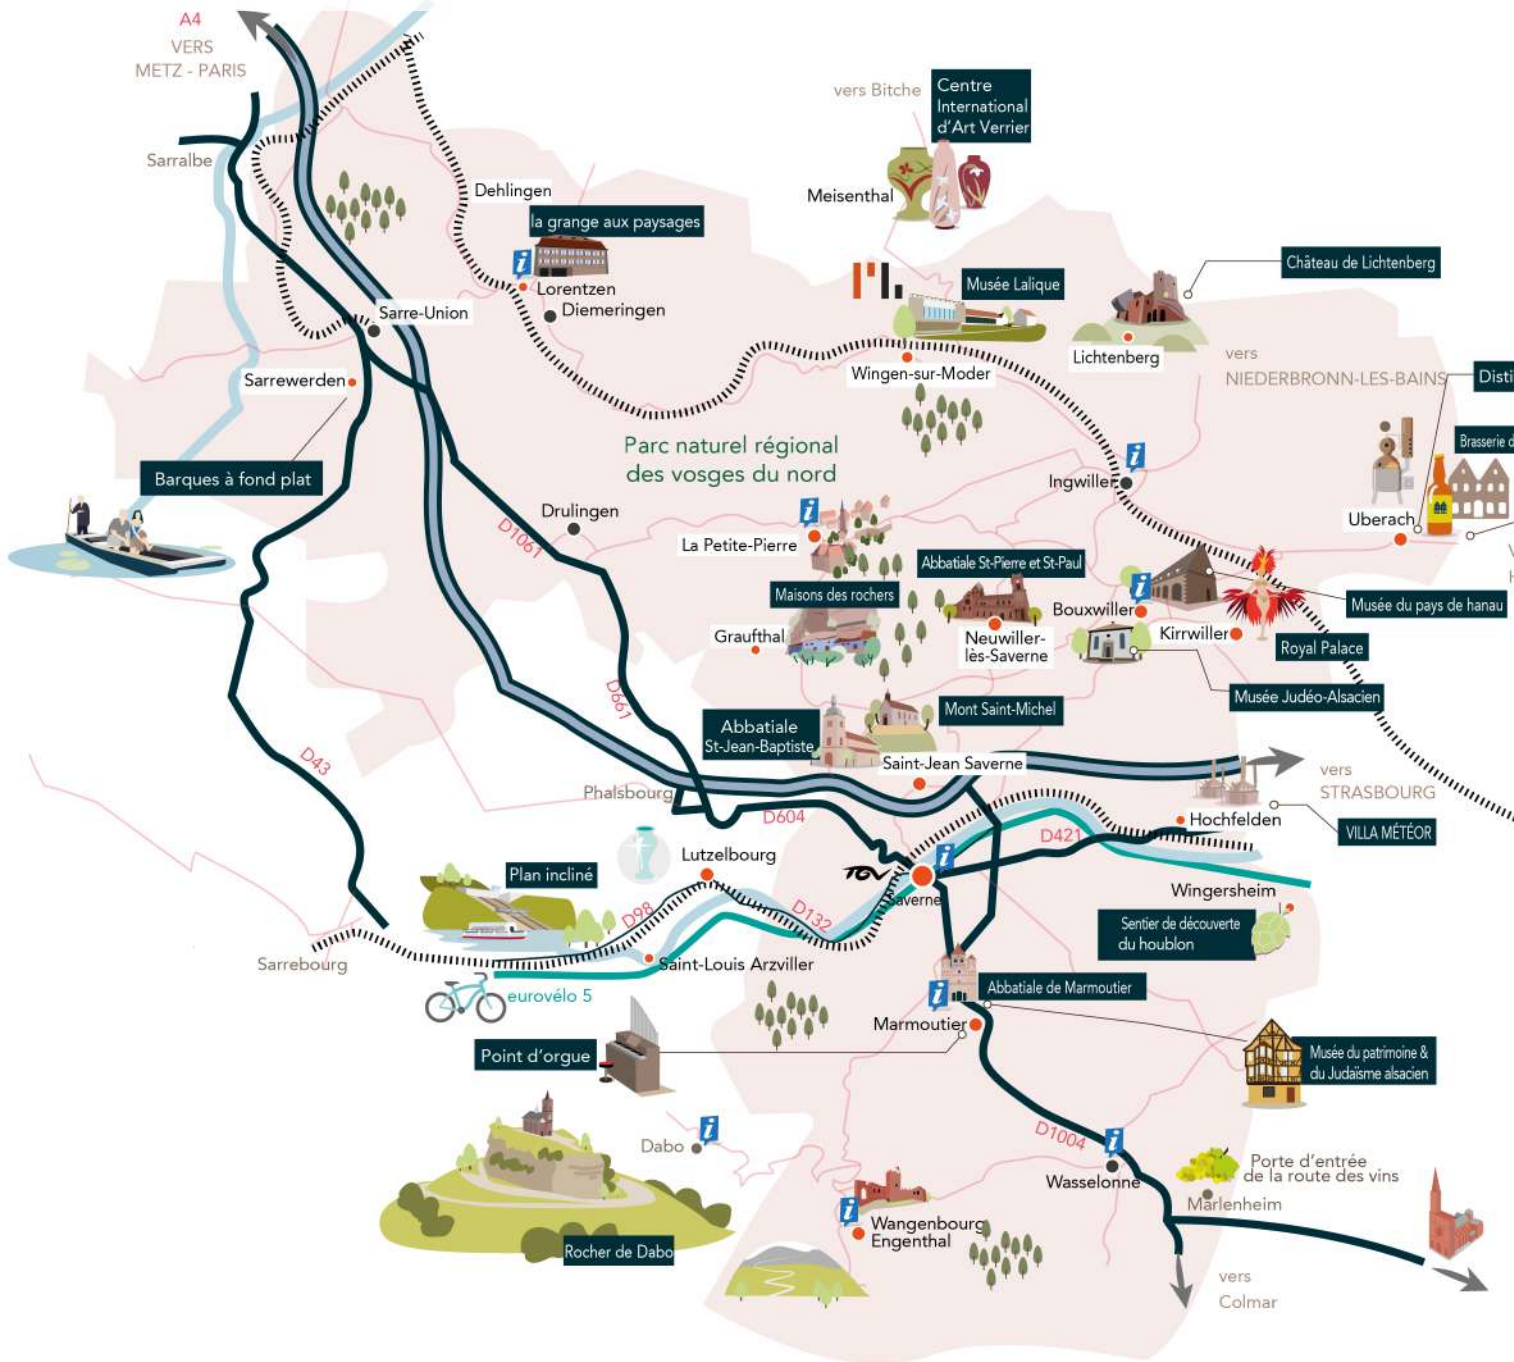 A4
VERS
METZ - PARIS
vers Bitche
Centre
International
d'Art Verrier
Sarralbe
Dehlingen
Meisenthal
la grange aux paysages
Château de Lichtenberg
Musée Lalique
Lorentzen
Diemeringen
Sarre-Union
Lichtenberg
vers
NIEDERBRONN-LES-BAINS
Wingen-sur-Moder
Sarrewerden
Parc naturel régional
des vosges du nord
Brasserie d
Barques à fond plat
Ingwiller
Drulingen
D1061
La Petite-Pierre
Uberach
Abbatiale St-Pierre et St-Paul
Maisons des rochers
Bouxwiller
Musée du pays de hanau
Graufthal
Neuwiller-
lès-Saverne
Kirrwiller
Royal Palace
D661
Musée Judéo-Alsacien
Mont Saint-Michel
Abbatiale
St-Jean-Baptiste
D43
Saint-Jean Saverne
vers
STRASBOURG
Phalsbourg
D604
Hochfelden
VILLA MÉTÉOR
D421
Lutzelbourg
TGV
Plan incliné
Saverne
Wingersheim
D98
D132
Sentier de découverte
du houblon
Sarrebourg
Saint-Louis Arzviller
eurovélo 5
Abbatiale de Marmoutier
Marmoutier
Point d'orgue
Musée du patrimoine &
du Judaïsme alsacien
D1004
Dabo
Wasselonne
Porte d'entrée
de la route des vins
Marlenheim
Wangenbourg
Engenthal
Rocher de Dabo
vers
Colmar